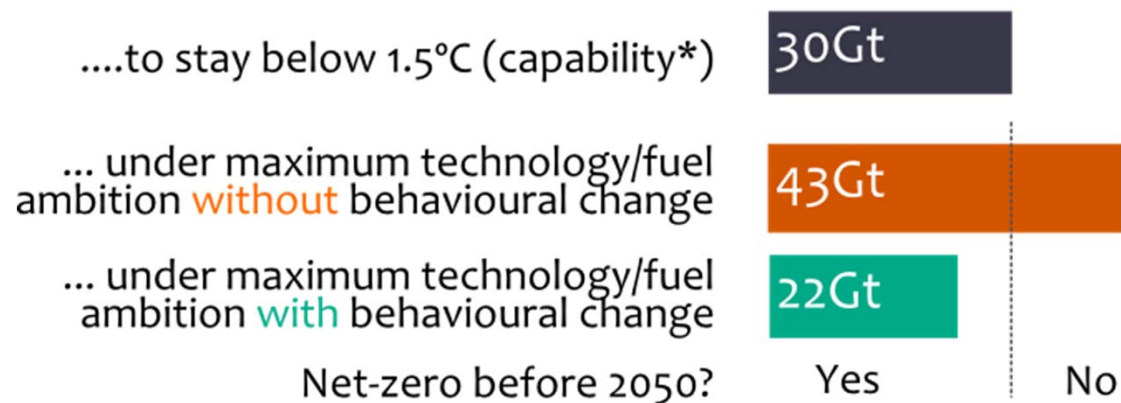 ....to stay below 1.5°C (capability*)
30Gt
... under maximum technology/fuel
ambition without behavioural change
43Gt
... under maximum technology/fuel
ambition with behavioural change
22Gt
Net-zero before 2050?
Yes
No